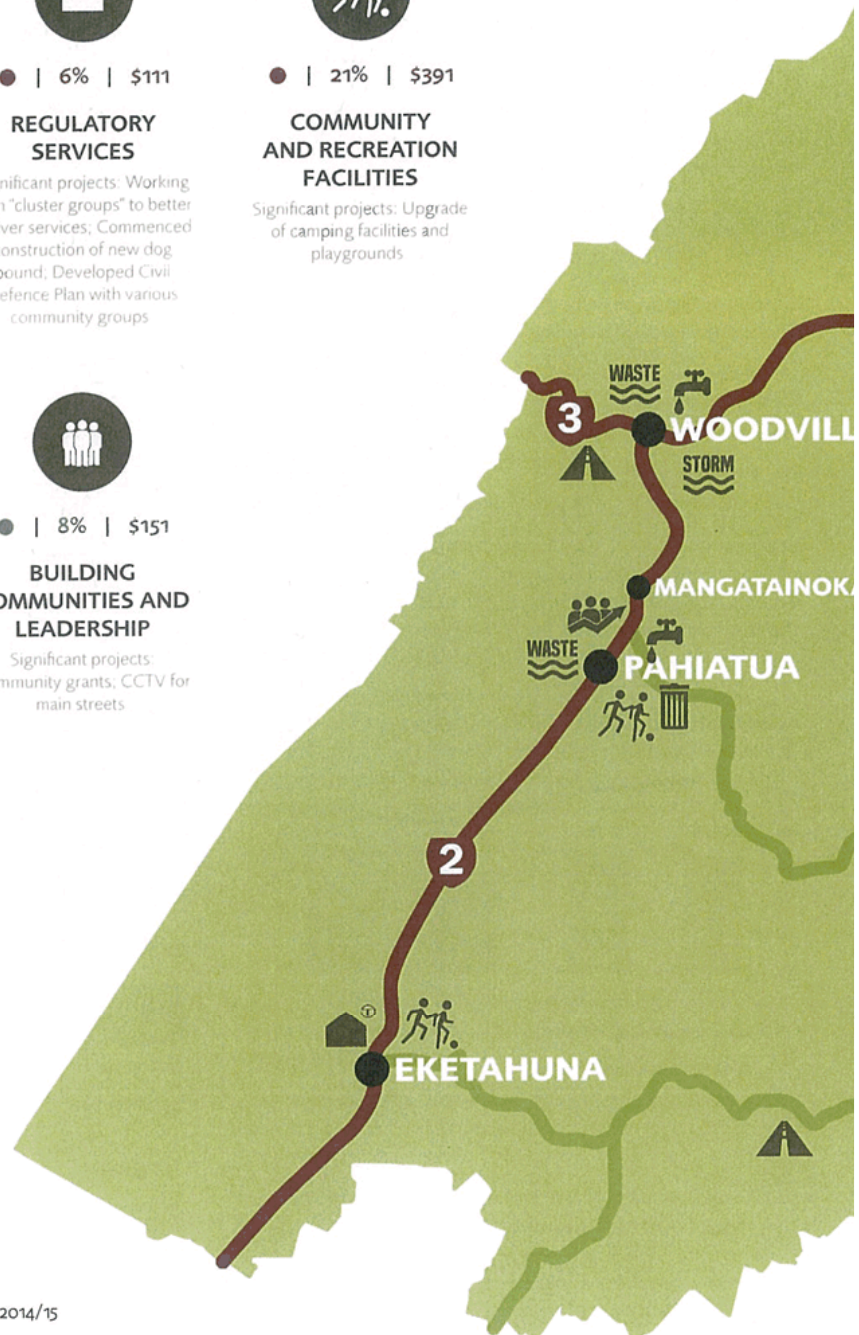 | 6% | $111
REGULATORY
SERVICES
nificant projects: Working
"cluster groups" to better
ver services; Commenced
onstruction of new dog
ound; Developed Civil
efence Plan with various
community groups
| 21% | $391
COMMUNITY
AND RECREATION
FACILITIES
Significant projects: Upgrade
of camping facilities and
playgrounds
| 8% | $151
BUILDING
OMMUNITIES AND
LEADERSHIP
Significant projects:
mmunity grants; CCTV for
main streets
WASTE
3
WOODVILL
STORM
MANGATAINOKA
WASTE
PAHIATUA
2
EKETAHUNA
2014/15